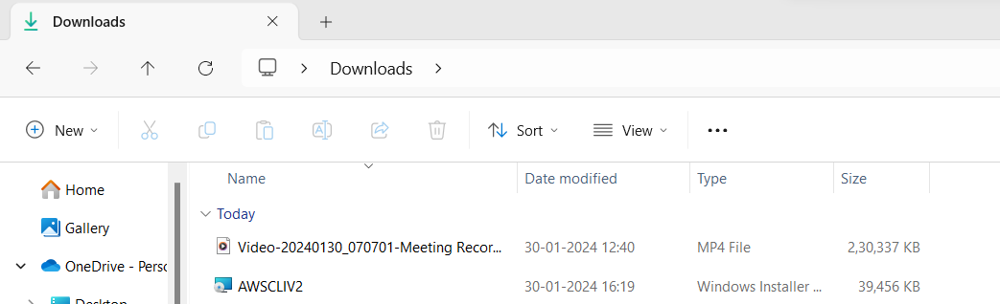 Downloads
Downloads
New
Sort
View
Name Date modified Type Size
Home
Today
Gallery
Video-20240130_070701-Meeting Recor... 30-01-2024 12:40 MP4 File 2,30,337 KB
OneDrive - Perso
AWSCLIV2 30-01-2024 16:19 Windows Installer ... 39,456 KB
Desktop